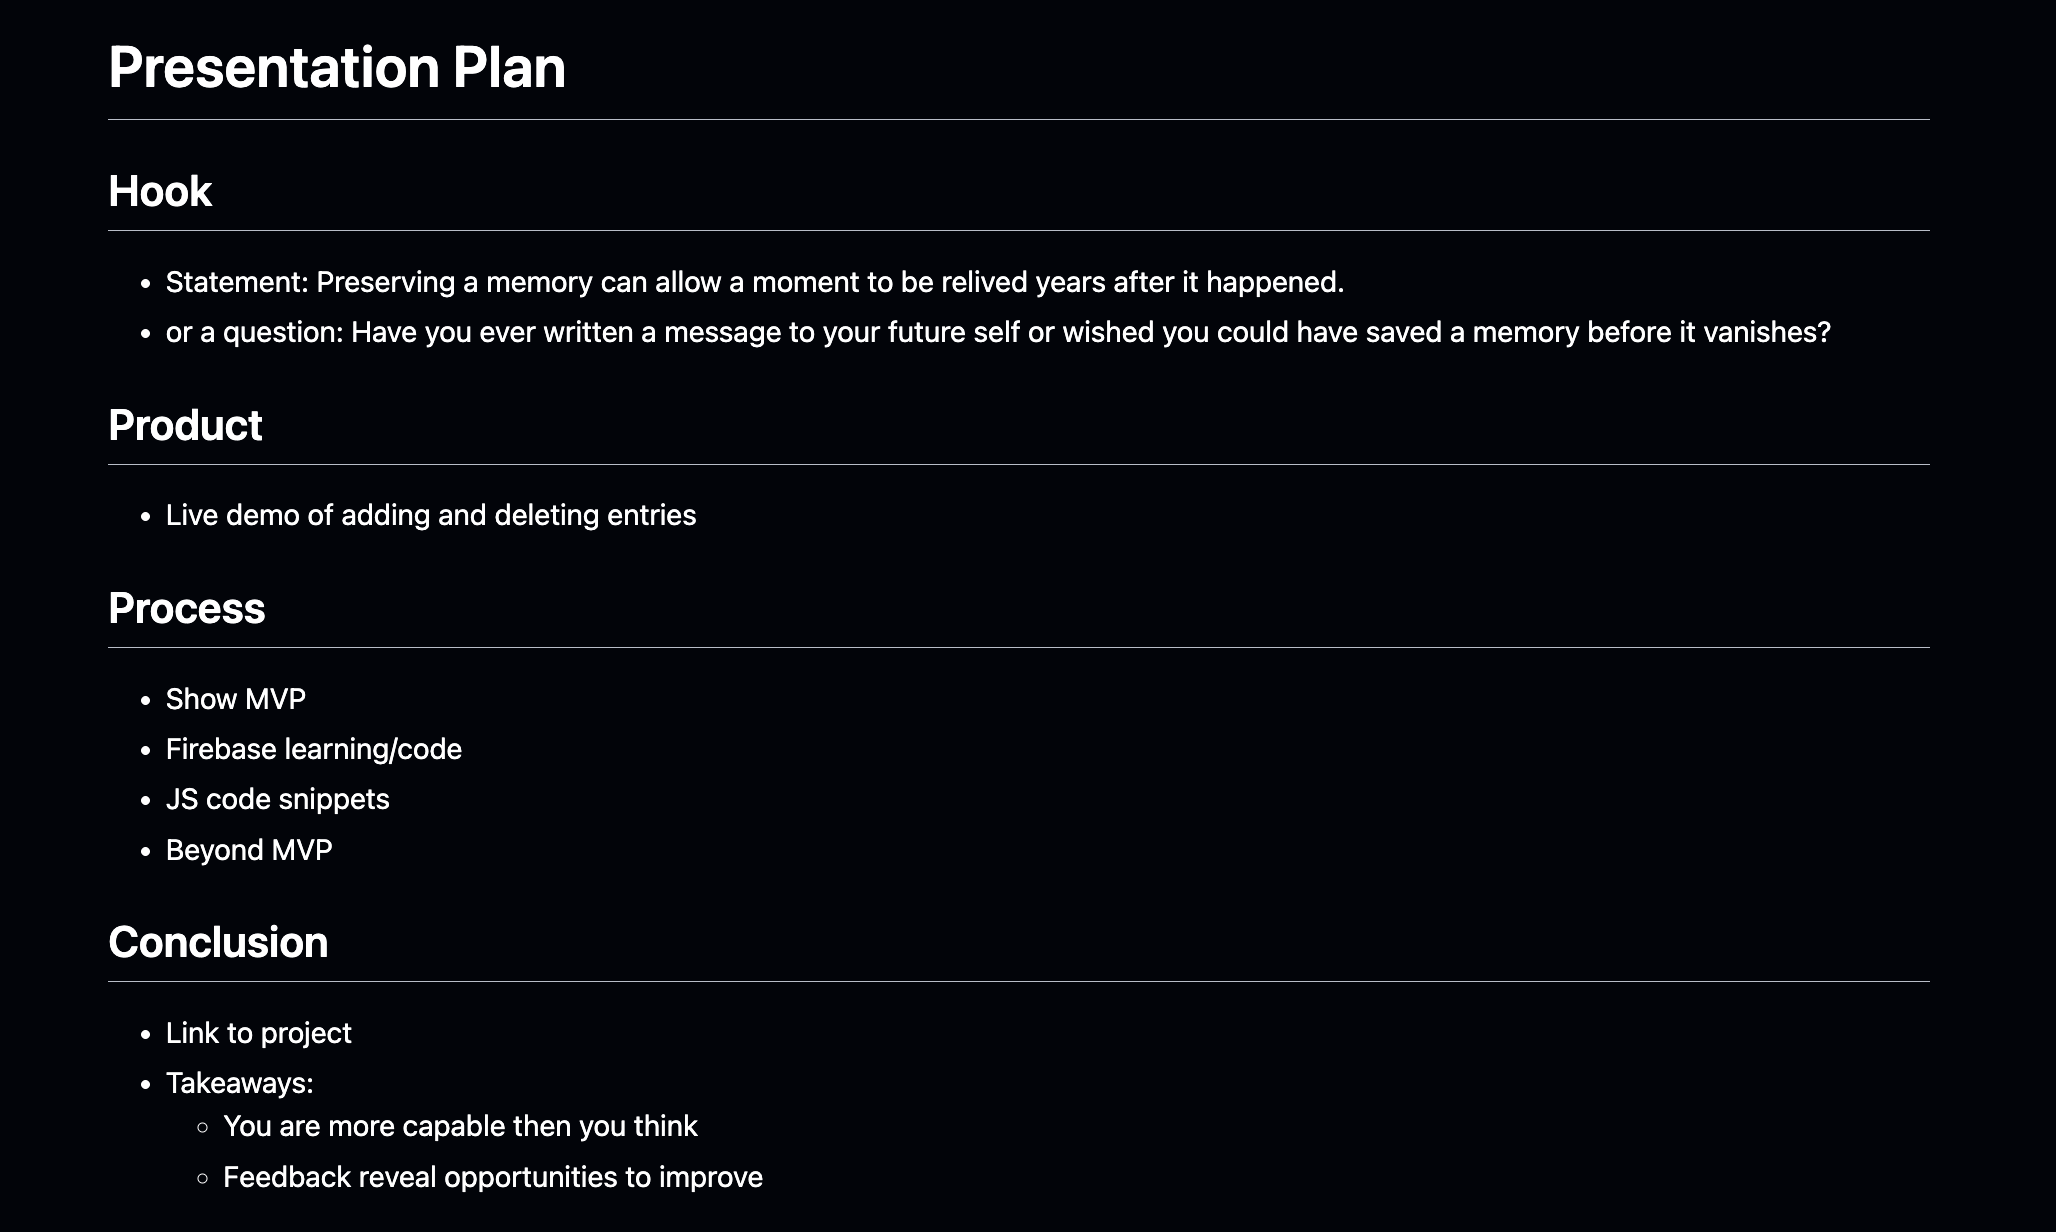 Presentation Plan
Hook
Statement: Preserving a memory can allow a moment to be relived years after it happened.
or a question: Have you ever written a message to your future self or wished you could have saved a memory before it vanishes?
Product
Live demo of adding and deleting entries
Process
Show MVP
Firebase learning/code
JS code snippets
Beyond MVP
Conclusion
Link to project
Takeaways:
You are more capable then you think
Feedback reveal opportunities to improve